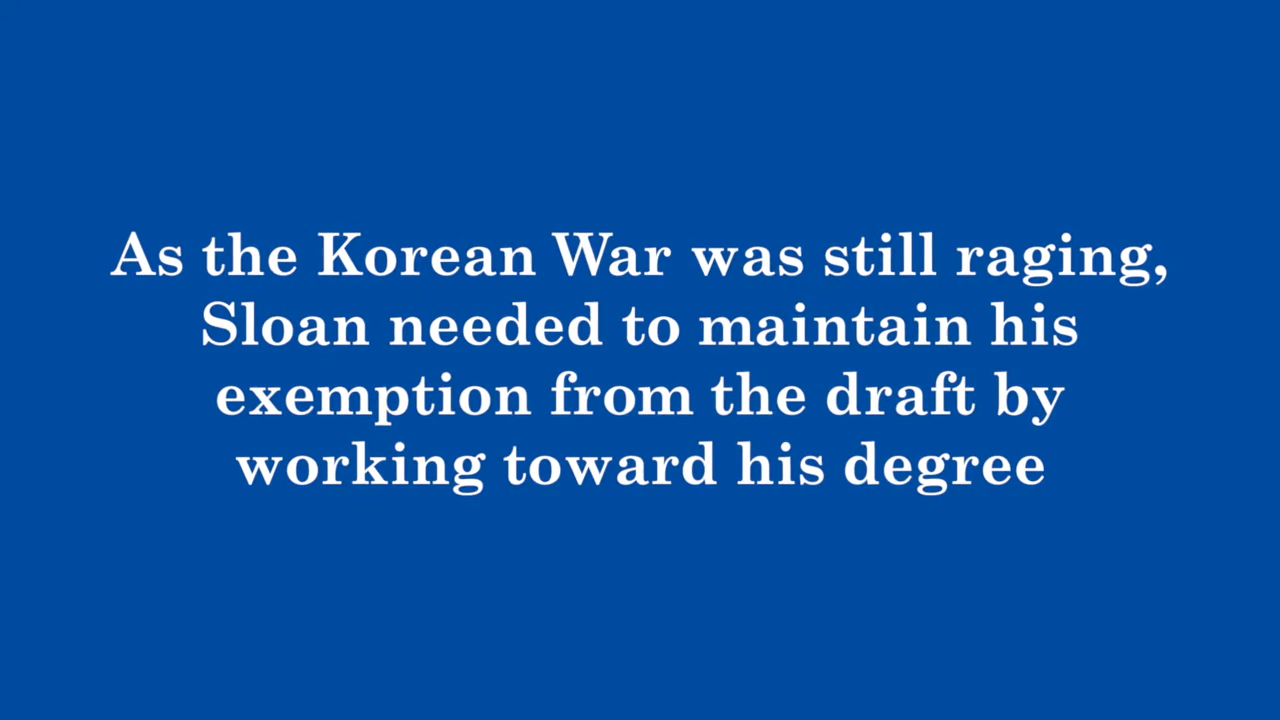 As the Korean War was still raging,
Sloan needed to maintain his
exemption from the draft by
working toward his degree